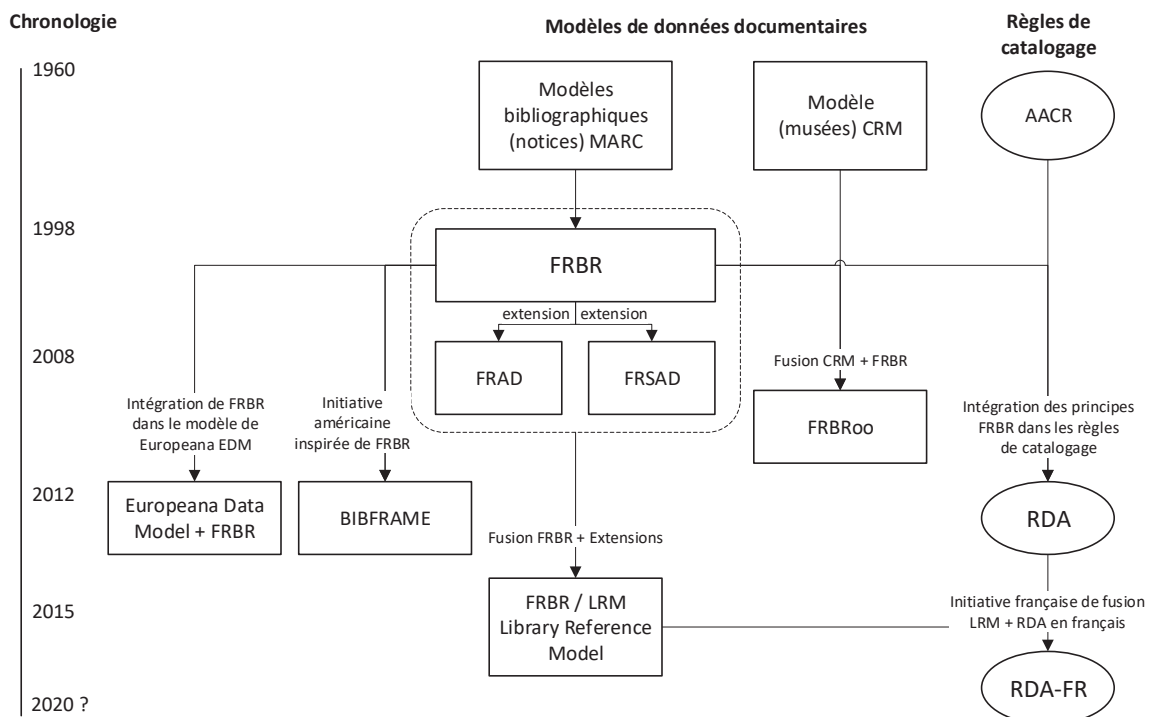 Chronologie
Modèles de données documentaires
Règles de
catalogage
1960
Modèles
bibliographiques
(notices) MARC
Modèle
(musées) CRM
AACR
1998
FRBR
extension
extension
2008
FRAD
FRSAD
Fusion CRM + FRBR
FRBRoo
Intégration de FRBR
dans le modèle de
Europeana EDM
Initiative
américaine
inspirée de FRBR
Intégration des principes
FRBR dans les règles
de catalogage
2012
Europeana Data
Model + FRBR
BIBFRAME
RDA
Fusion FRBR + Extensions
2015
FRBR / LRM
Library Reference
Model
Initiative française de fusion
LRM + RDA en français
RDA-FR
2020 ?